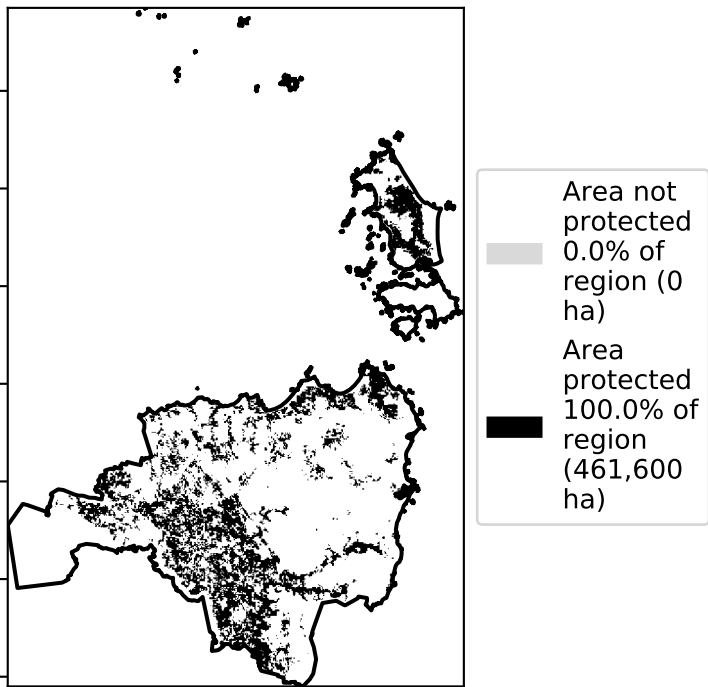 Area not
protected
0.0% of
region (0
ha)
Area
protected
100.0% of
region
(461,600
ha)